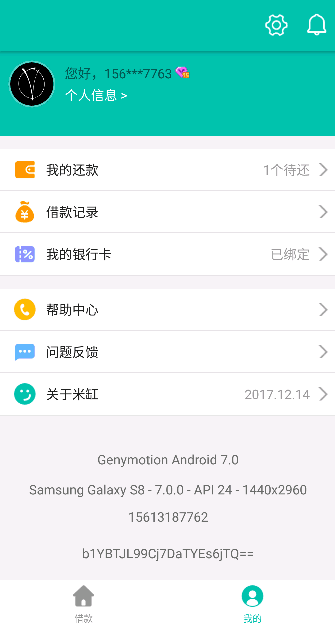 您好，156***7763
个人信息 >
我的还款 1个待还
借款记录
我的银行卡 已绑定
帮助中心
问题反馈
关于米缸 2017.12.14
Genymotion Android 7.0
Samsung Galaxy S8 - 7.0.0 - API 24 - 1440x2960
15613187762
b1YBTJL99Cj7DaTYEs6jTQ==
借款 我的